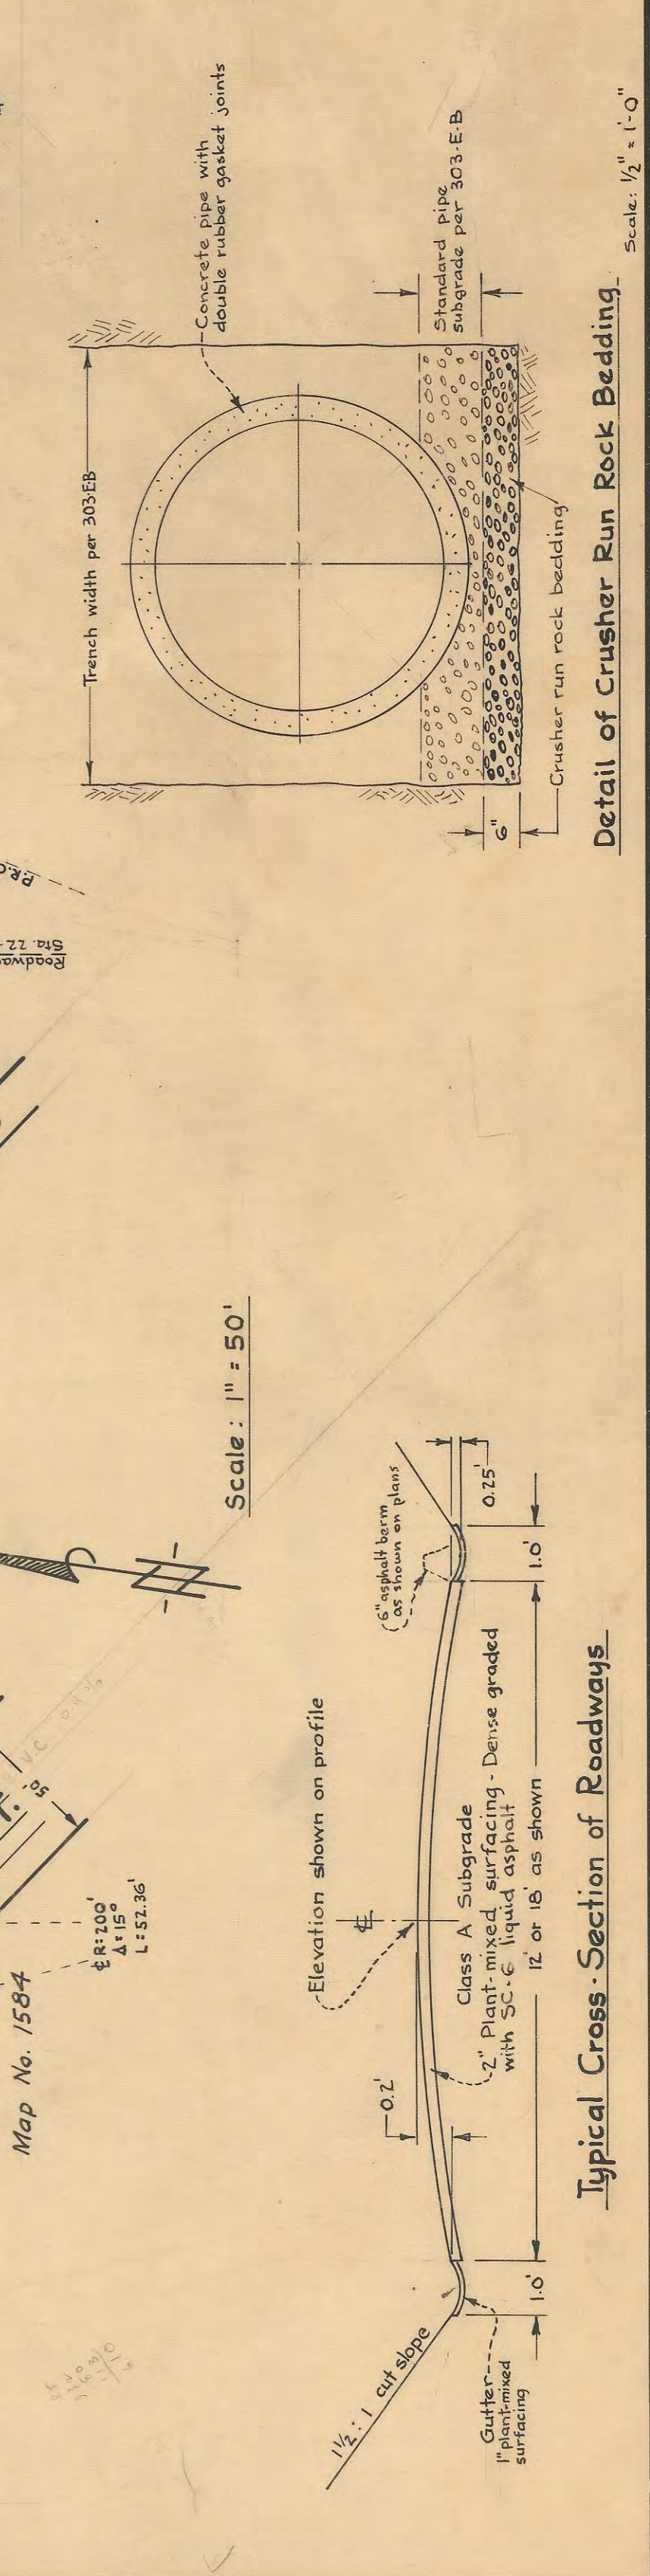 Map No. 1584
℄ R=200'
Δ=15°
L=52.36'
50'
V.C.
Scale: 1" = 50'
Roadwa
Sta. 22
P.R.C
1½:1 cut slope
Gutter
1" plant-mixed
surfacing
1.0'
0.2'
Elevation shown on profile
℄
Class A Subgrade
2" Plant-mixed surfacing - Dense graded
with SC-6 liquid asphalt
12' or 18' as shown
6" asphalt berm
as shown on plans
0.25'
1.0'
Typical Cross-Section of Roadways
Trench width per 303-EB
Concrete pipe with
double rubber gasket joints
Standard pipe
subgrade per 303-E-B
6"
Crusher run rock bedding
Detail of Crusher Run Rock Bedding
Scale: 1/2" = 1'-0"